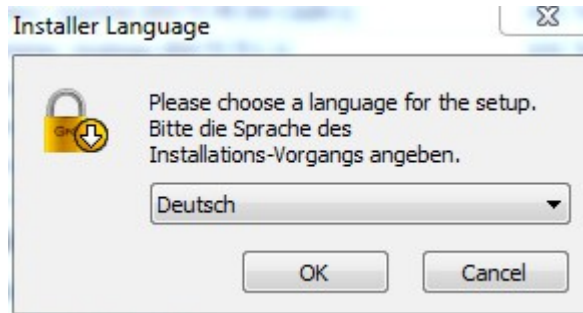 Installer Language
Please choose a language for the setup.
Bitte die Sprache des
Installations-Vorgangs angeben.
Deutsch
OK
Cancel